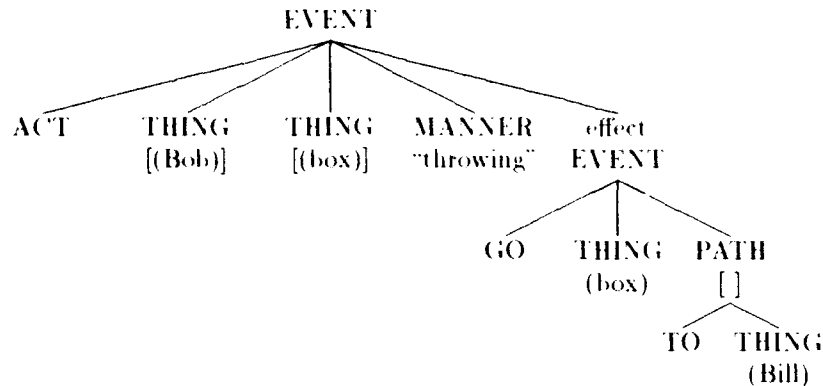 EVENT
ACT THING THING MANNER effect
[(Bob)] [(box)] "throwing" EVENT
GO THING PATH
(box) [ ]
TO THING
(Bill)